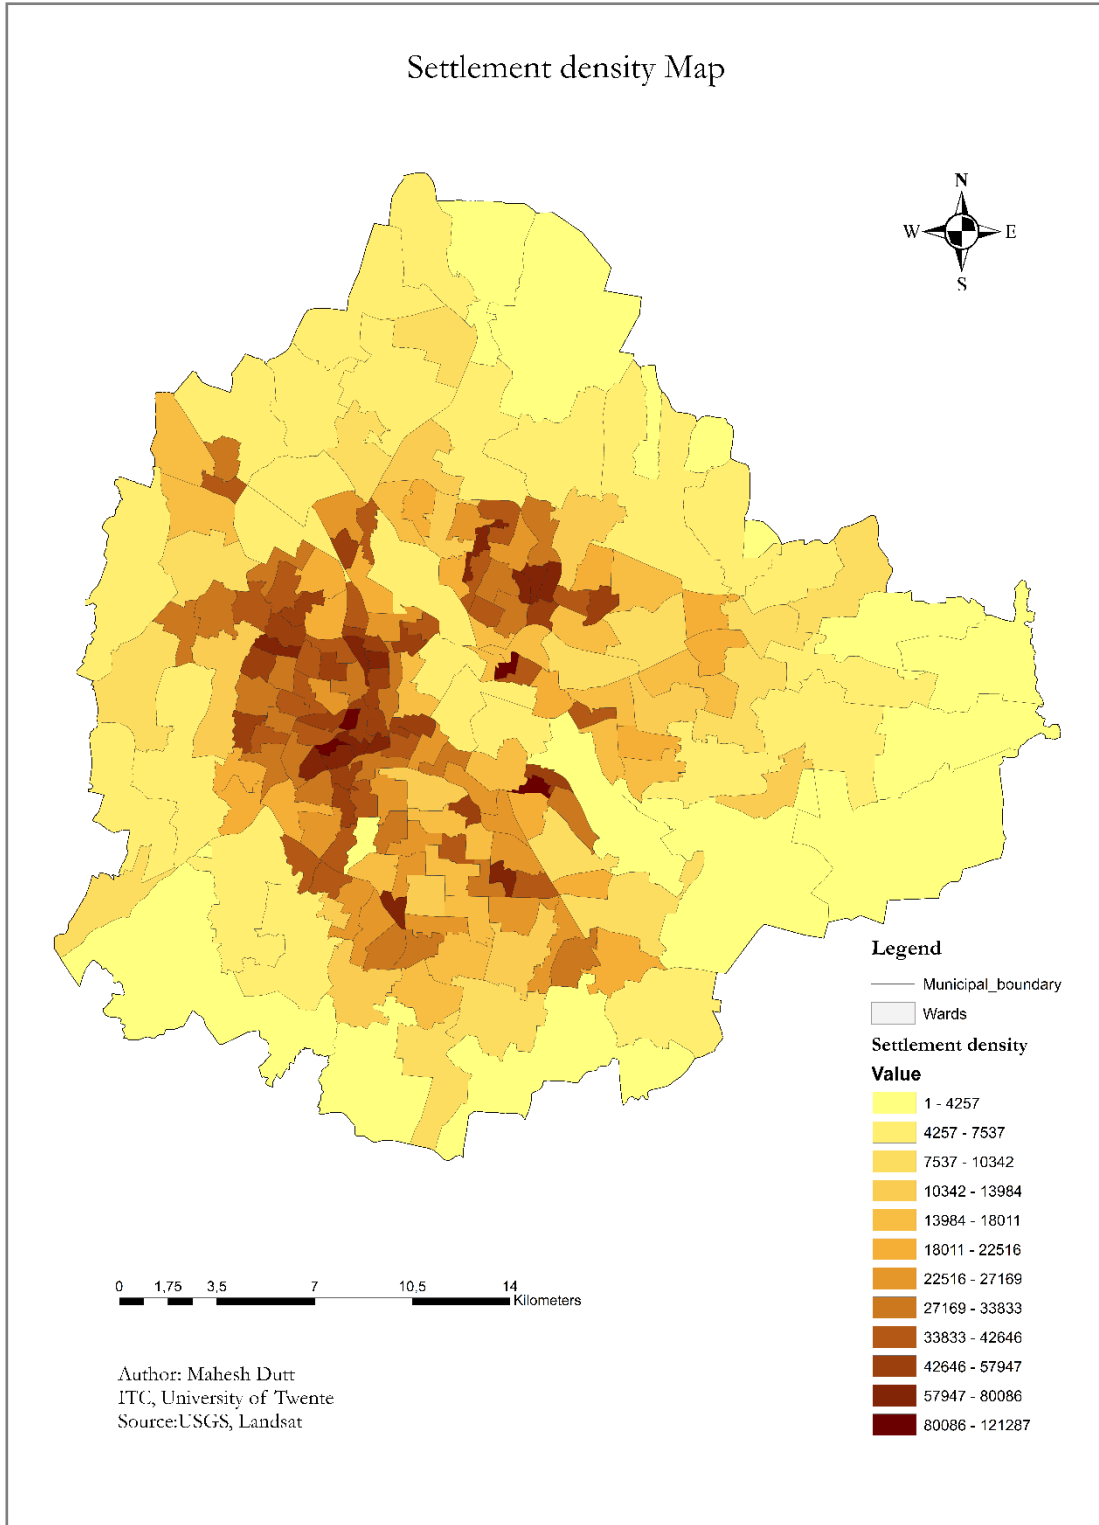 Settlement density Map
N
W E
S
Legend
Municipal_boundary
Wards
Settlement density
Value
1 - 4257
4257 - 7537
7537 - 10342
10342 - 13984
13984 - 18011
18011 - 22516
22516 - 27169
27169 - 33833
33833 - 42646
42646 - 57947
57947 - 80086
80086 - 121287
0 1,75 3,5 7 10,5 14
Kilometers
Author: Mahesh Dutt
ITC, University of Twente
Source:USGS, Landsat